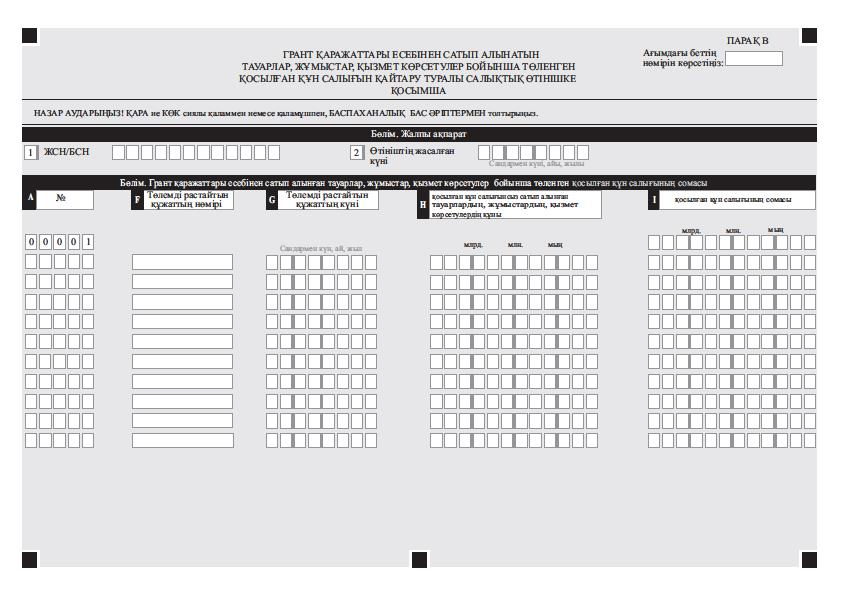 ПАРАҚ B
ГРАНТ ҚАРАЖАТТАРЫ ЕСЕБІНЕН САТЫП АЛЫНАТЫН
ТАУАРЛАР, ЖҰМЫСТАР, ҚЫЗМЕТ КӨРСЕТУЛЕР БОЙЫНША ТӨЛЕНГЕН
ҚОСЫЛҒАН ҚҰН САЛЫҒЫН ҚАЙТАРУ ТУРАЛЫ САЛЫҚТЫҚ ӨТІНІШКЕ
ҚОСЫМША
Ағымдағы беттің
нөмірін көрсетіңіз:
НАЗАР АУДАРЫҢЫЗ! ҚАРА не КӨК сиялы қаламмен немесе қаламұшпен, БАСПАХАНАЛЫҚ БАС ӘРІПТЕРМЕН толтырыңыз.
Бөлім. Жалпы ақпарат
1 ЖСН/БСН
2 Өтініштің жасалған
күні
Сандармен күні, айы, жылы
Бөлім. Грант қаражаттары есебінен сатып алынған тауарлар, жұмыстар, қызмет көрсетулер бойынша төленген қосылған құн салығының сомасы
A №
F Төлемді растайтын
құжаттың нөмірі
G Төлемді растайтын
құжаттың күні
H қосылған құн салығынсыз сатып алынған
тауарлардың, жұмыстардың, қызмет
көрсетулердің құны
I қосылған құн салығының сомасы
млрд. млн. мың
0 0 0 0 1
Сандармен күн, ай, жыл
млрд. млн. мың